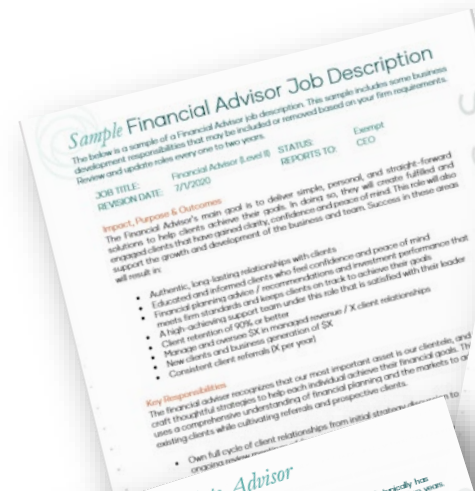 Sample Financial Advisor Job Description
The below is a sample of a Financial Advisor job description. This sample includes some business
development responsibilities that may be included or removed based on your firm requirements.
Review and update roles every one to two years.
JOB TITLE: Financial Advisor (Level II) STATUS: Exempt
REVISION DATE: 7/1/2020 REPORTS TO: CEO
Impact, Purpose & Outcomes
The Financial Advisor's main goal is to deliver simple, personal, and straight-forward
solutions to help clients achieve their goals. In doing so, they will create fulfilled and
engaged clients that have gained clarity, confidence and peace of mind. This role will also
support the growth and development of the business and team. Success in these areas
will result in:
• Authentic, long-lasting relationships with clients
• Educated and informed clients who feel confidence and peace of mind
• Financial planning advice / recommendations and investment performance that
meets firm standards and keeps clients on track to achieve their goals
• A high-achieving support team under this role that is satisfied with their leader
• Client retention of 90% or better
• Manage and oversee $X in managed revenue / X client relationships
• New clients and business generation of $X
• Consistent client referrals (X per year)
Key Responsibilities
The financial adviser recognizes that our most important asset is our clientele, and
craft thoughtful strategies to help each individual achieve their financial goals. Th
uses a comprehensive understanding of financial planning and the markets to
existing clients while cultivating referrals and prospective clients.
• Own full cycle of client relationships from initial strategy to
ongoing review
Advisor
typically has
years.